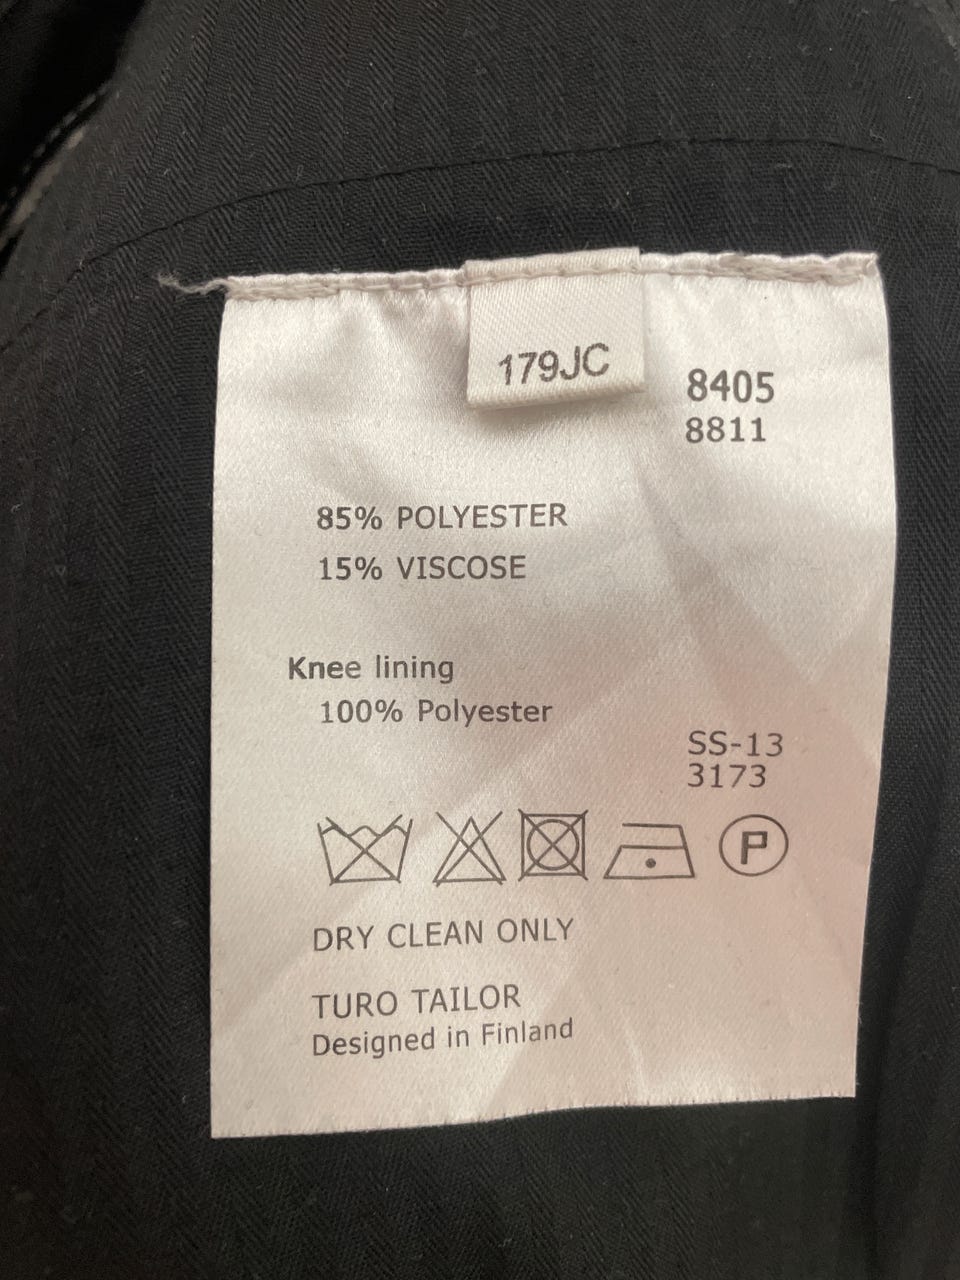 179JC
8405
8811
85% POLYESTER
15% VISCOSE
Knee lining
100% Polyester
SS-13
3173
P
DRY CLEAN ONLY
TURO TAILOR
Designed in Finland